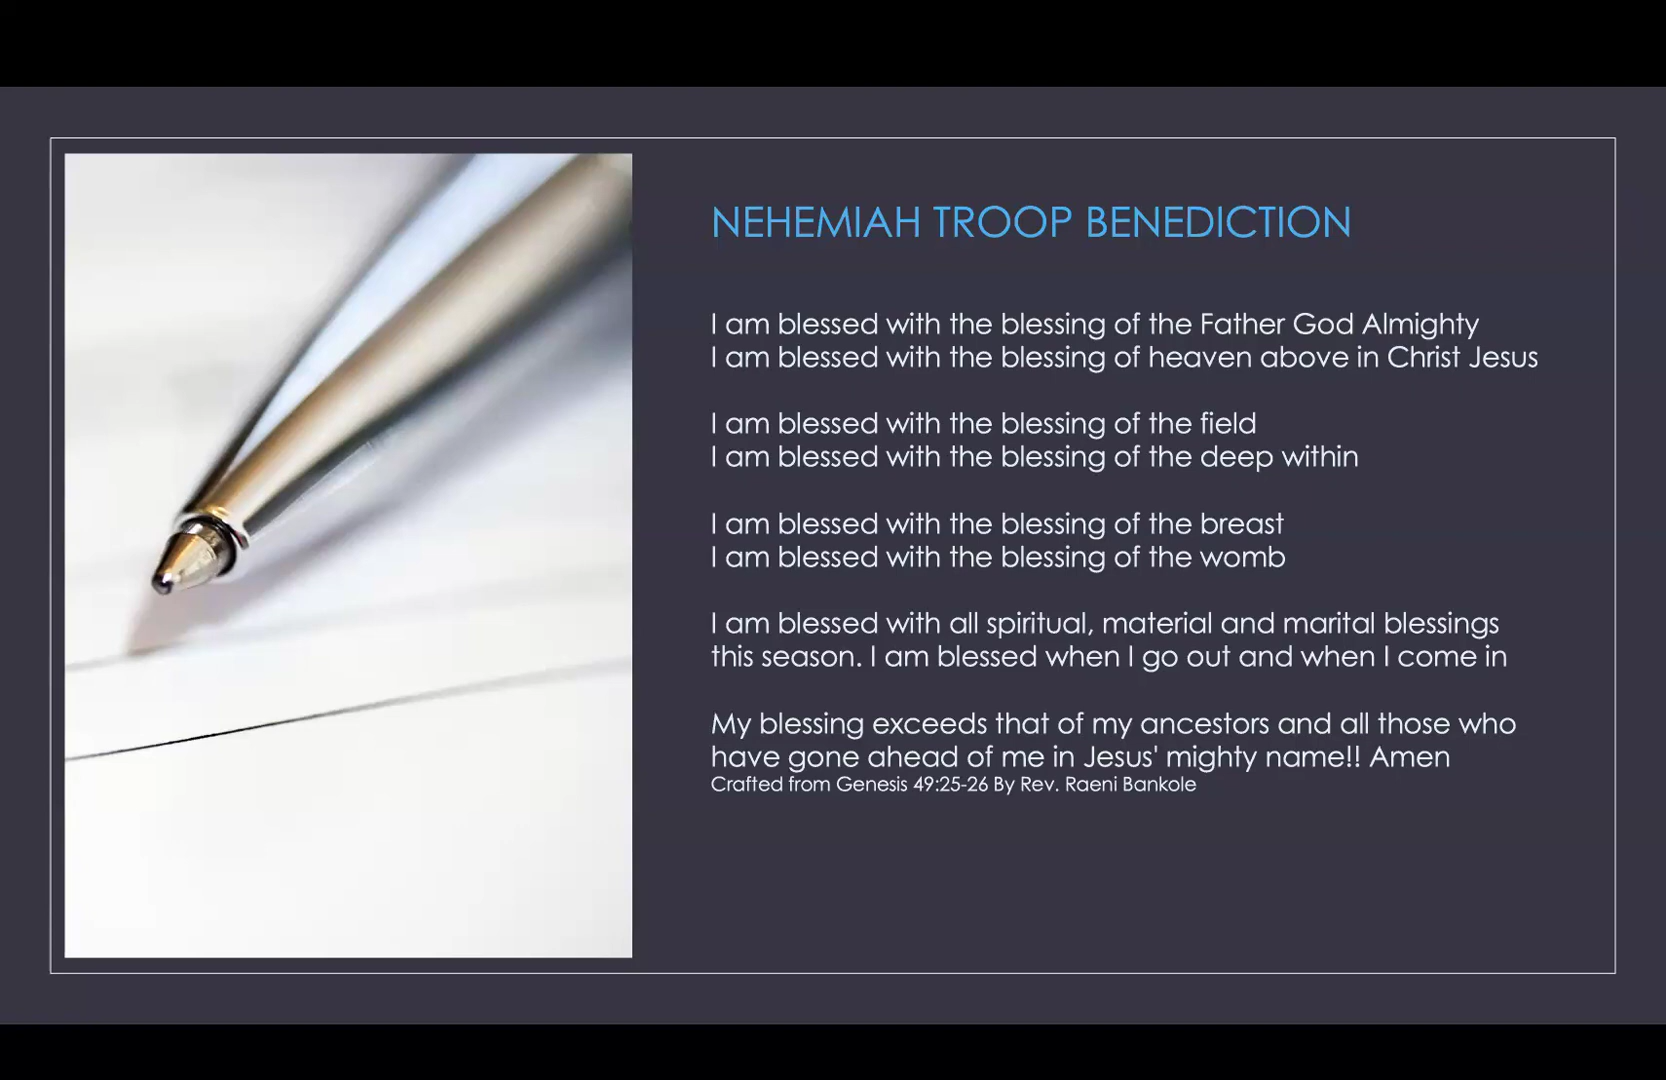 NEHEMIAH TROOP BENEDICTION
I am blessed with the blessing of the Father God Almighty
I am blessed with the blessing of heaven above in Christ Jesus
I am blessed with the blessing of the field
I am blessed with the blessing of the deep within
I am blessed with the blessing of the breast
I am blessed with the blessing of the womb
I am blessed with all spiritual, material and marital blessings
this season. I am blessed when I go out and when I come in
My blessing exceeds that of my ancestors and all those who
have gone ahead of me in Jesus' mighty name!! Amen
Crafted from Genesis 49:25-26 By Rev. Raeni Bankole